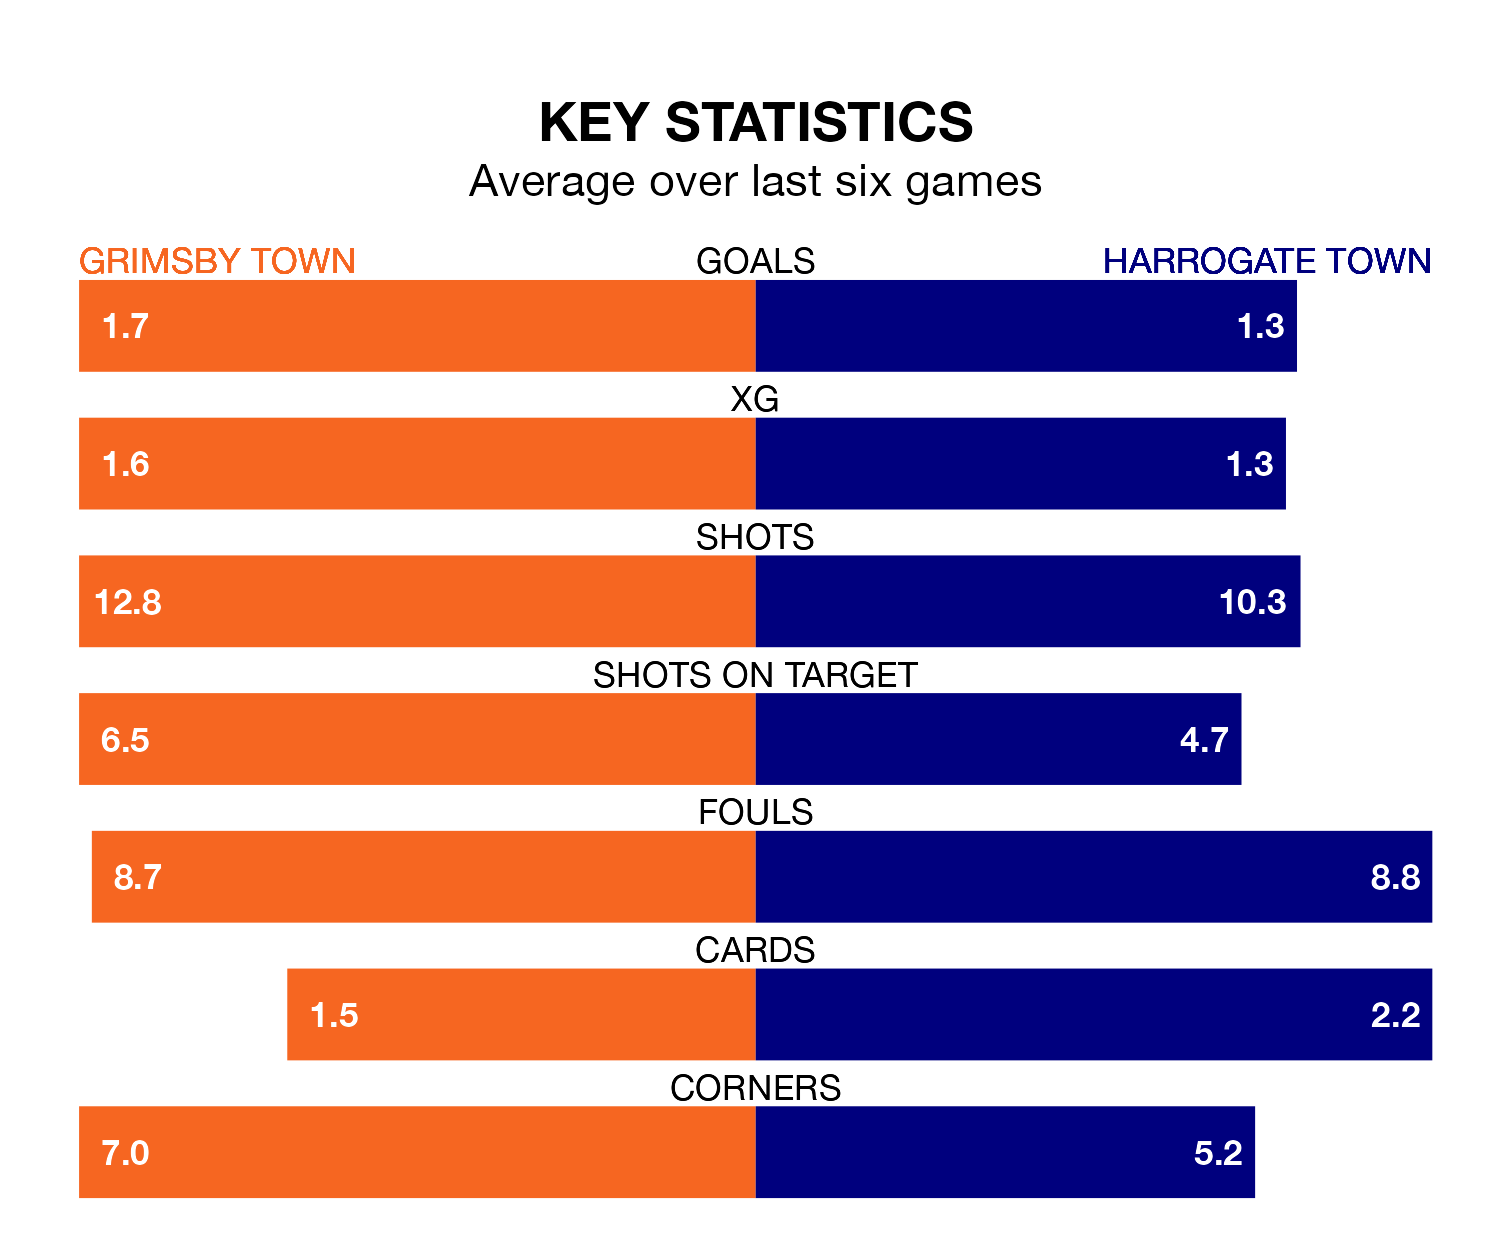 KEY STATISTICS
Average over last six games
GRIMSBY TOWN GOALS HARROGATE TOWN
1.7 1.3
XG
1.6 1.3
SHOTS
12.8 10.3
SHOTS ON TARGET
6.5 4.7
FOULS
8.7 8.8
CARDS
1.5 2.2
CORNERS
7.0 5.2